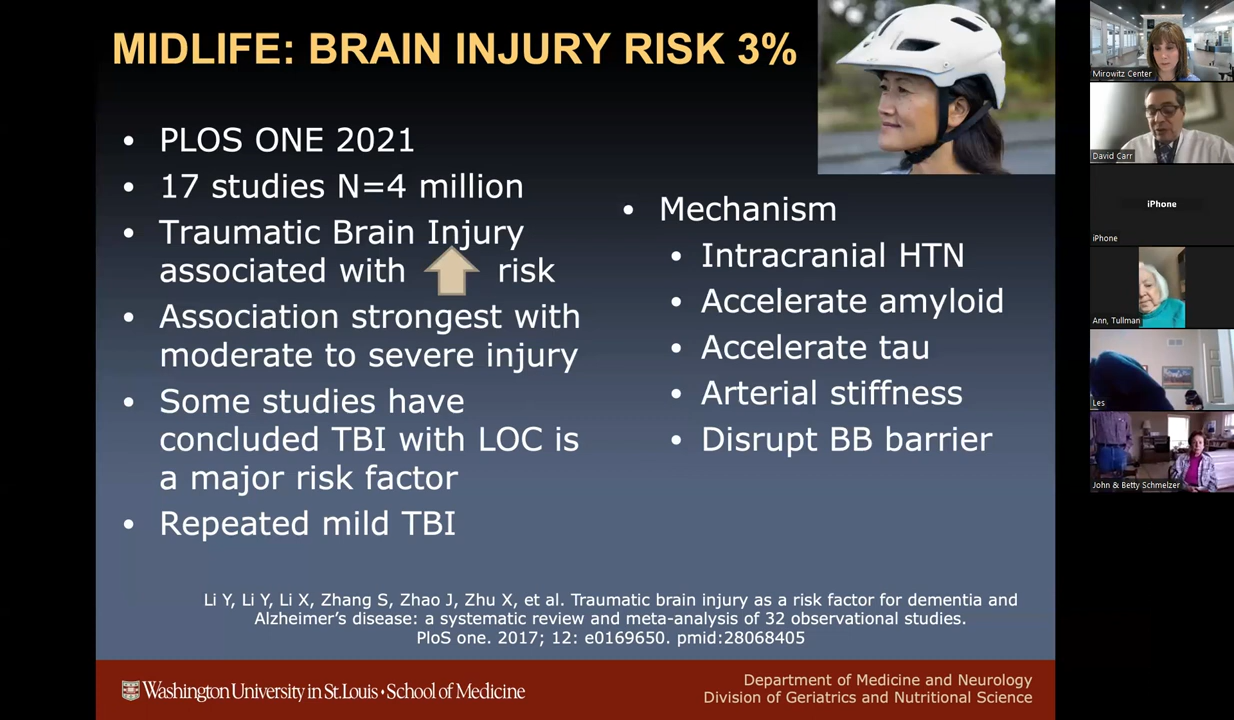 MIDLIFE: BRAIN INJURY RISK 3%
• PLOS ONE 2021
• 17 studies N=4 million
• Traumatic Brain Injury
associated with risk
• Association strongest with
moderate to severe injury
• Some studies have
concluded TBI with LOC is
a major risk factor
• Repeated mild TBI
• Mechanism
• Intracranial HTN
• Accelerate amyloid
• Accelerate tau
• Arterial stiffness
• Disrupt BB barrier
Li Y, Li Y, Li X, Zhang S, Zhao J, Zhu X, et al. Traumatic brain injury as a risk factor for dementia and
Alzheimer's disease: a systematic review and meta-analysis of 32 observational studies.
PloS one. 2017; 12: e0169650. pmid:28068405
Washington University in St. Louis • School of Medicine
Department of Medicine and Neurology
Division of Geriatrics and Nutritional Science
Mirowitz Center
David Carr
iPhone
iPhone
Ann, Tullman
Les
John & Betty Schmelzer